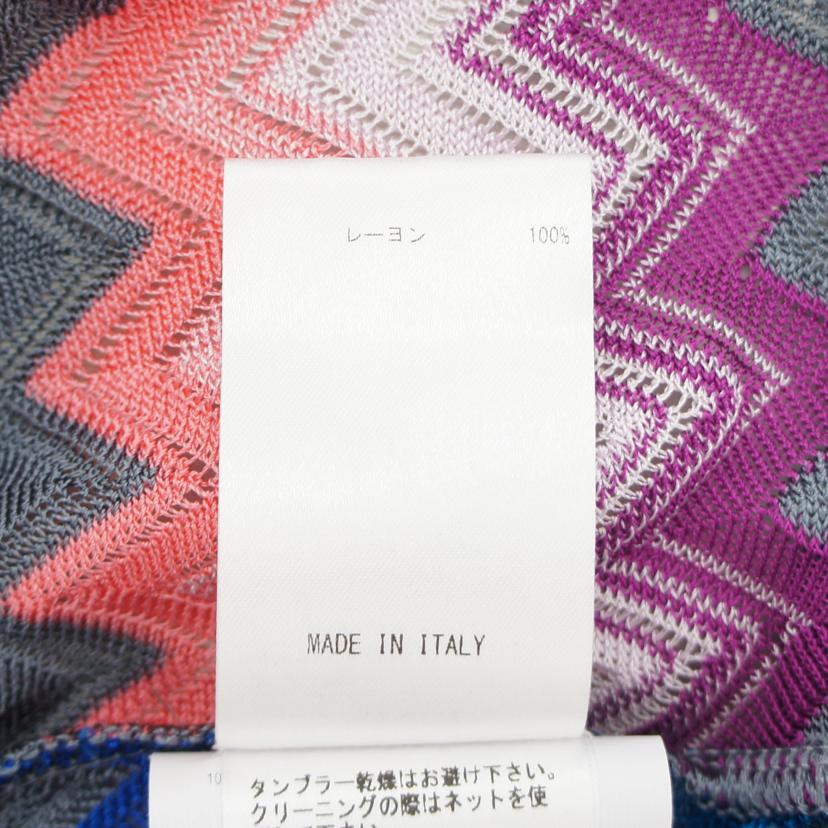 レーヨン 100%
MADE IN ITALY
10 タンブラー乾燥はお避け下さい。
クリーニングの際はネットを使